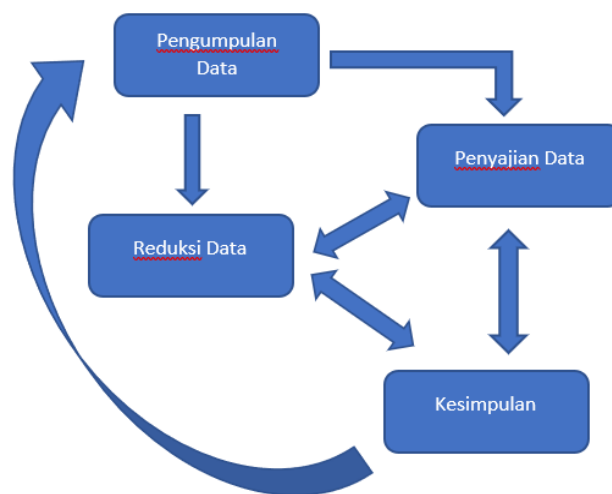 Pengumpulan
Data
Penyajian Data
Reduksi Data
Kesimpulan